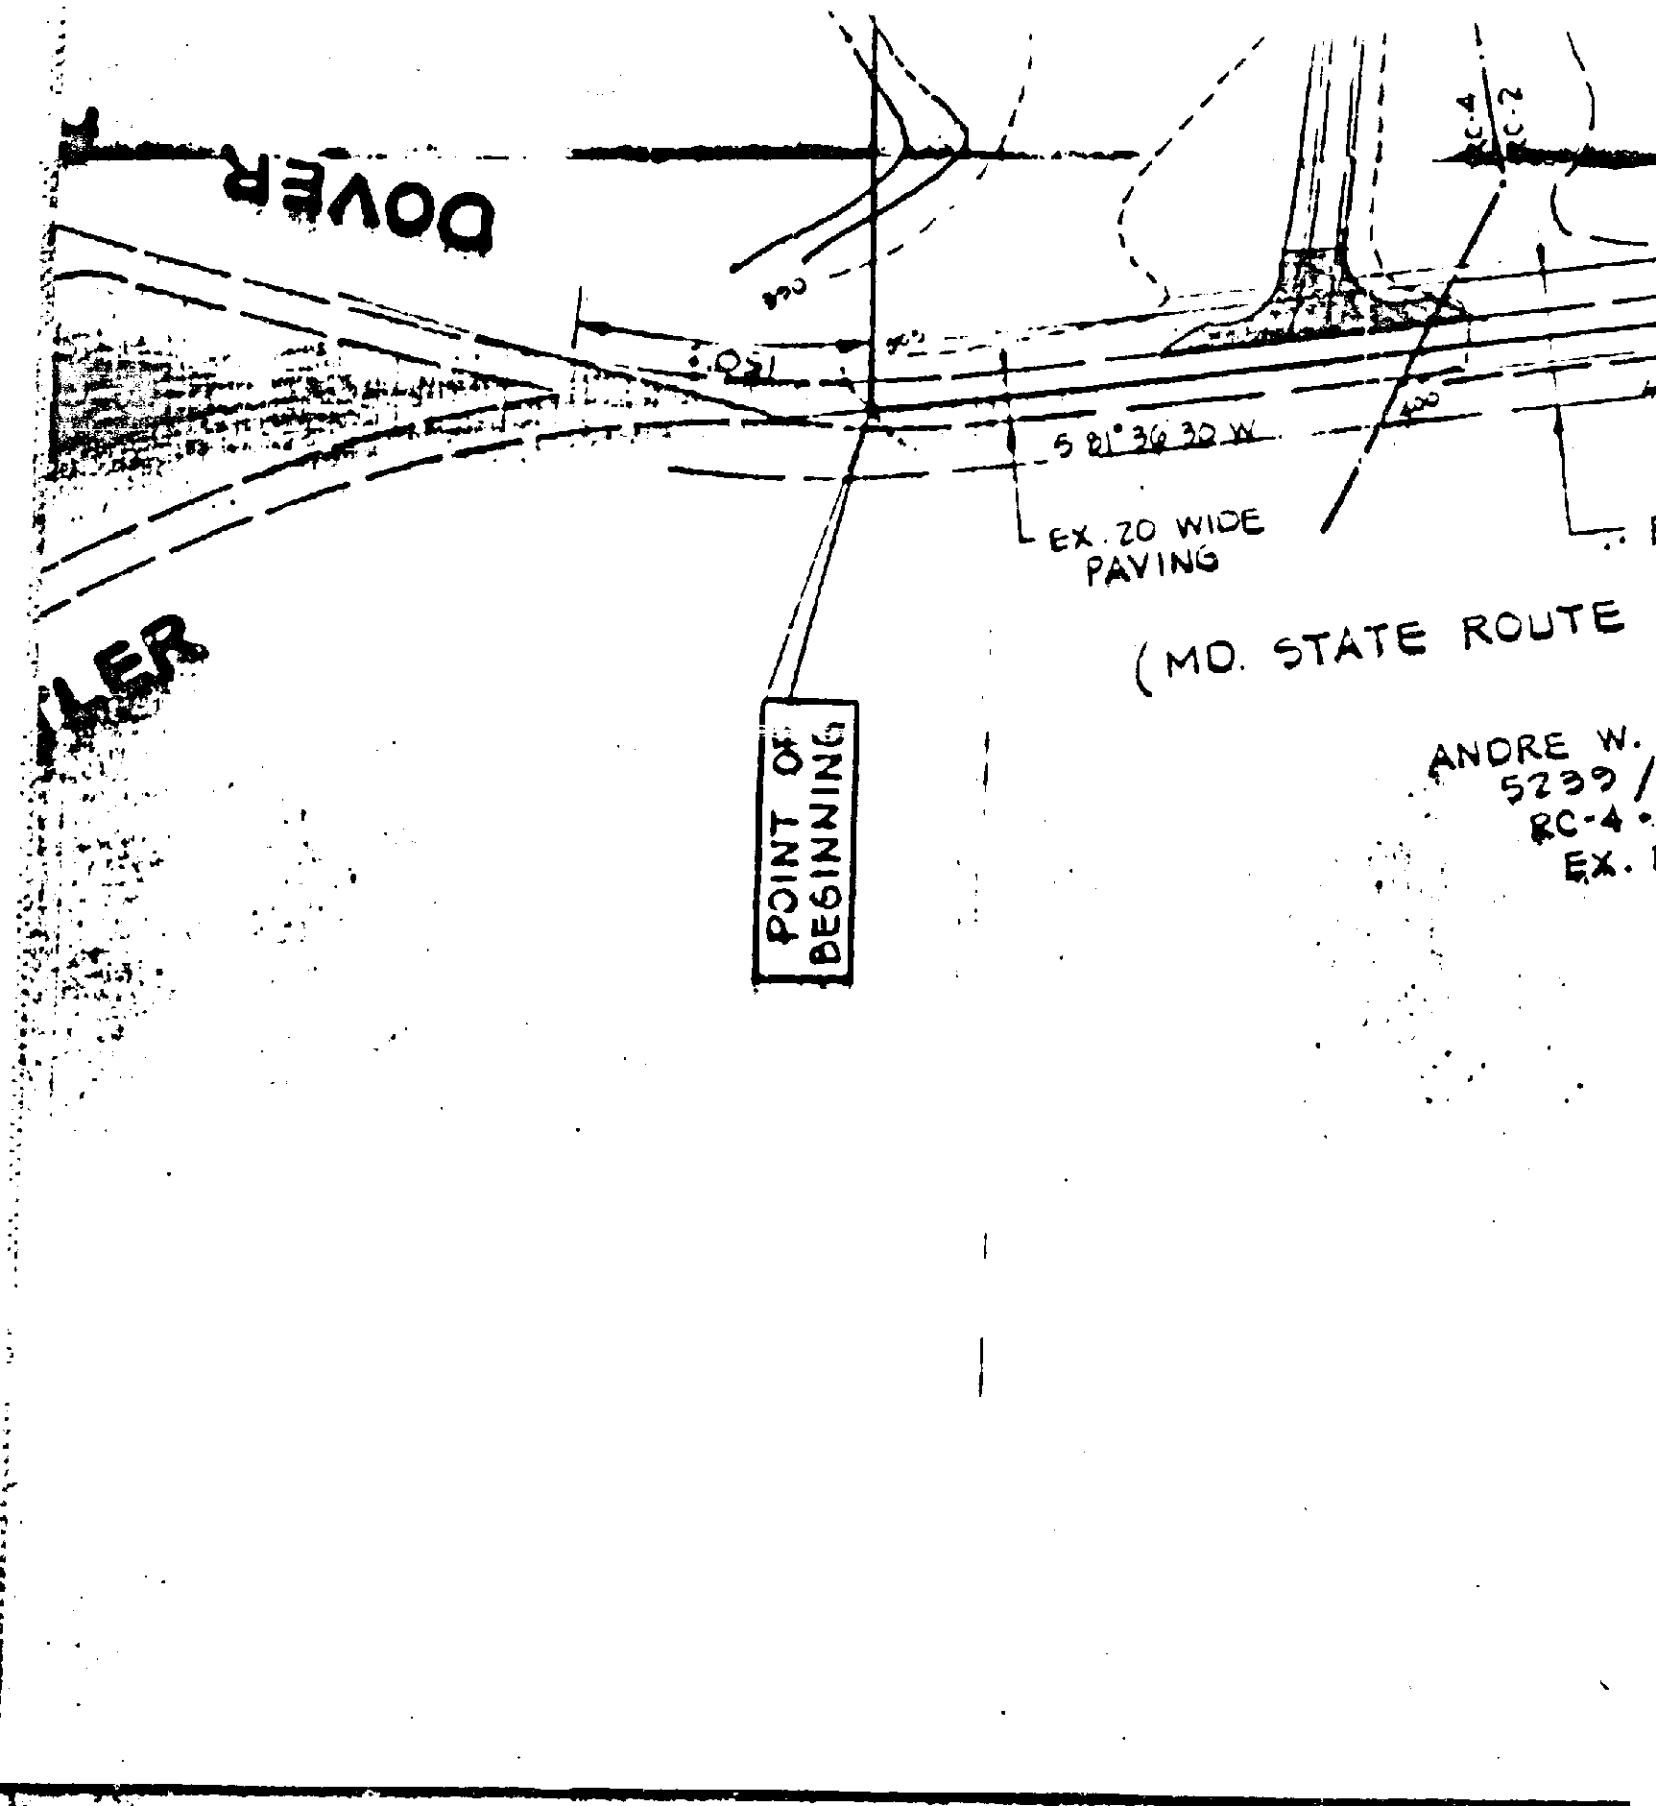 RC-4
RC-2
DOVER
150'±
400
S 81° 36 30 W
EX. 20 WIDE
PAVING
LER
(MD. STATE ROUTE
POINT OF
BEGINNING
ANDRE W.
5239 /
RC-4 •
EX.